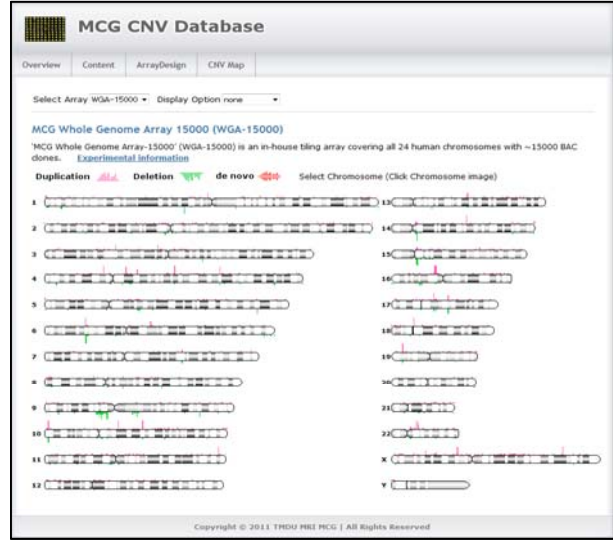 MCG CNV Database
Overview Content ArrayDesign CNV Map
Select Array WGA-15000 Display Option none
MCG Whole Genome Array 15000 (WGA-15000)
'MCG Whole Genome Array-15000' (WGA-15000) is an in-house tiling array covering all 24 human chromosomes with ~15000 BAC
clones. Experimental information
Duplication Deletion de novo Select Chromosome (Click Chromosome image)
1 13
2 14
3 15
4 16
5 17
6 18
7 19
8 20
9 21
10 22
11 X
12 Y
Copyright © 2011 TMDU MRI MCG | All Rights Reserved